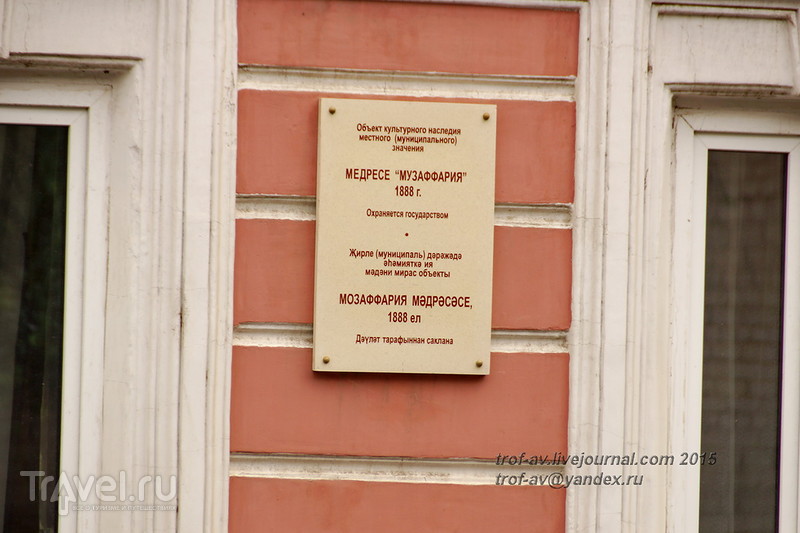 Объект культурного наследия
местного (муниципального)
значения
МЕДРЕСЕ "МУЗАФФАРИЯ"
1888 г.
Охраняется государством
•
Җирле (муниципаль) дәрәҗәдә
әһәмияткә ия
мәдәни мирас объекты
МОЗАФФАРИЯ МӘДРӘСӘСЕ,
1888 ел
Дәүләт тарафыннан саклана
trof-av.livejournal.com 2015
trof-av@yandex.ru
Travel.ru